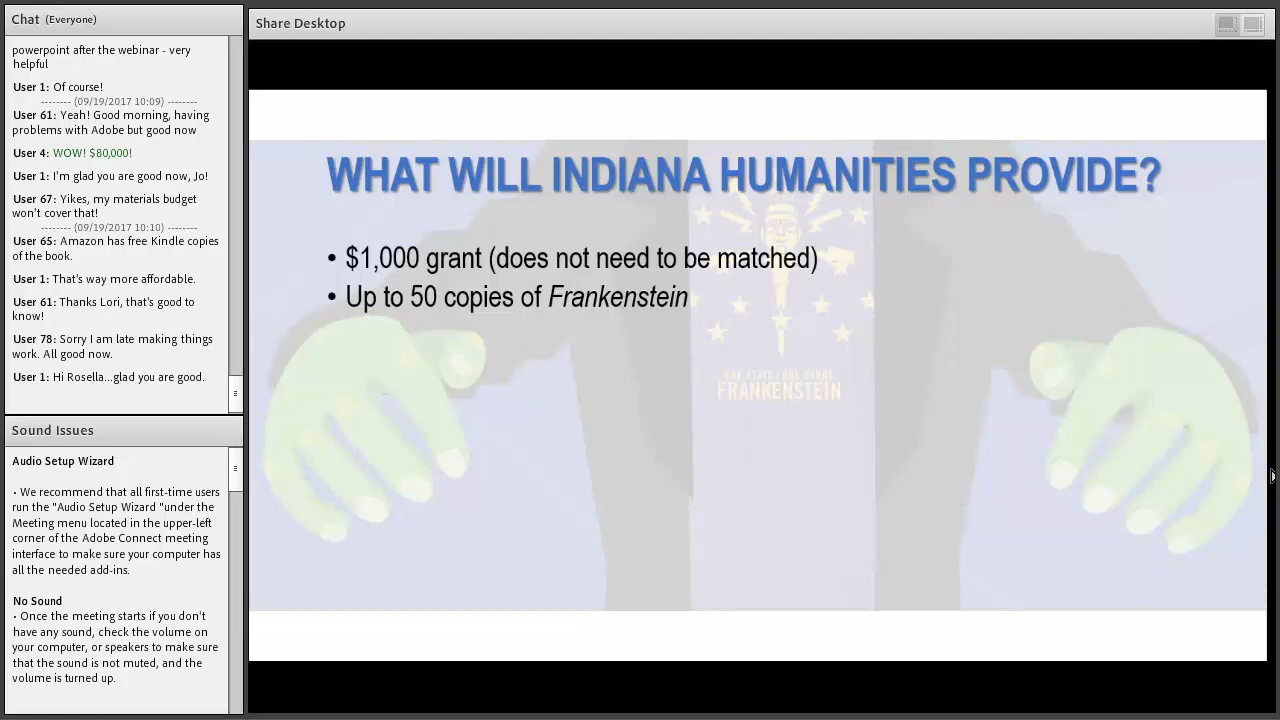 Chat (Everyone)
powerpoint after the webinar - very
helpful
User 1: Of course!
-------- (09/19/2017 10:09) --------
User 61: Yeah! Good morning, having
problems with Adobe but good now
User 4: WOW! $80,000!
User 1: I'm glad you are good now, Jo!
User 67: Yikes, my materials budget
won't cover that!
-------- (09/19/2017 10:10) --------
User 65: Amazon has free Kindle copies
of the book.
User 1: That's way more affordable.
User 61: Thanks Lori, that's good to
know!
User 78: Sorry I am late making things
work. All good now.
User 1: Hi Rosella...glad you are good.
Sound Issues
Audio Setup Wizard
• We recommend that all first-time users
run the "Audio Setup Wizard "under the
Meeting menu located in the upper-left
corner of the Adobe Connect meeting
interface to make sure your computer has
all the needed add-ins.
No Sound
• Once the meeting starts if you don't
have any sound, check the volume on
your computer, or speakers to make sure
that the sound is not muted, and the
volume is turned up.
Share Desktop
WHAT WILL INDIANA HUMANITIES PROVIDE?
• $1,000 grant (does not need to be matched)
• Up to 50 copies of Frankenstein
FRANKENSTEIN